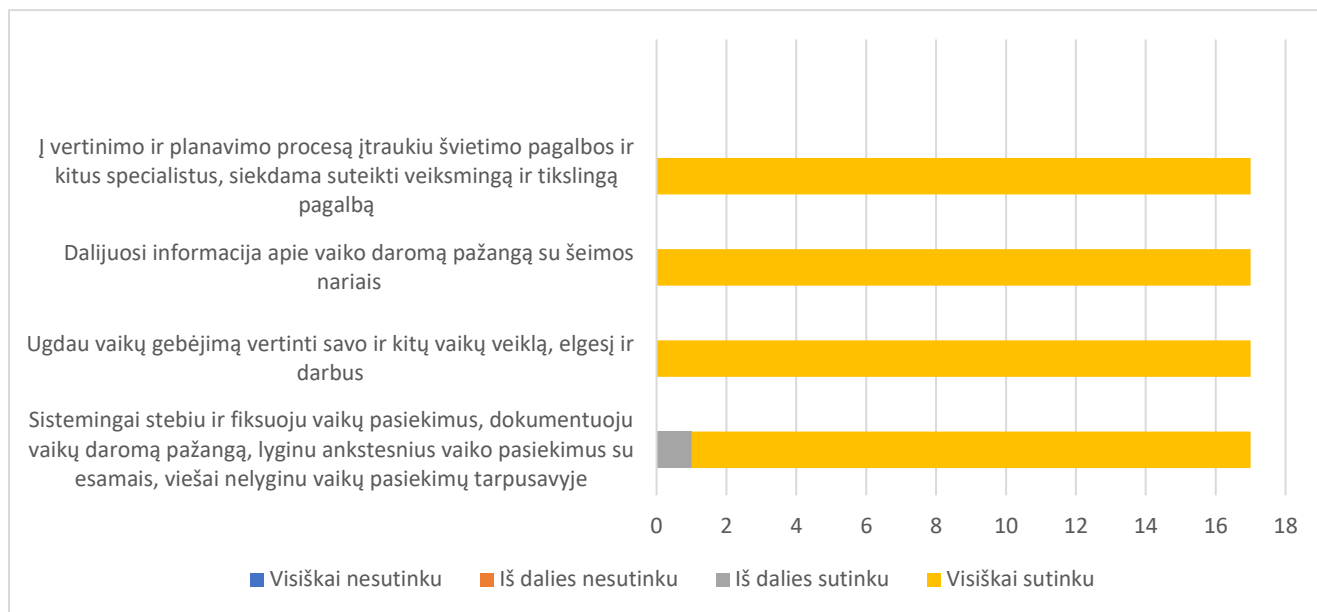 Į vertinimo ir planavimo procesą įtraukiu švietimo pagalbos ir
kitus specialistus, siekdama suteikti veiksmingą ir tikslingą
pagalbą
Dalijuosi informacija apie vaiko daromą pažangą su šeimos
nariais
Ugdau vaikų gebėjimą vertinti savo ir kitų vaikų veiklą, elgesį ir
darbus
Sistemingai stebiu ir fiksuoju vaikų pasiekimus, dokumentuoju
vaikų daromą pažangą, lyginu ankstesnius vaiko pasiekimus su
esamais, viešai nelyginu vaikų pasiekimų tarpusavyje
0 2 4 6 8 10 12 14 16 18
Visiškai nesutinku Iš dalies nesutinku Iš dalies sutinku Visiškai sutinku